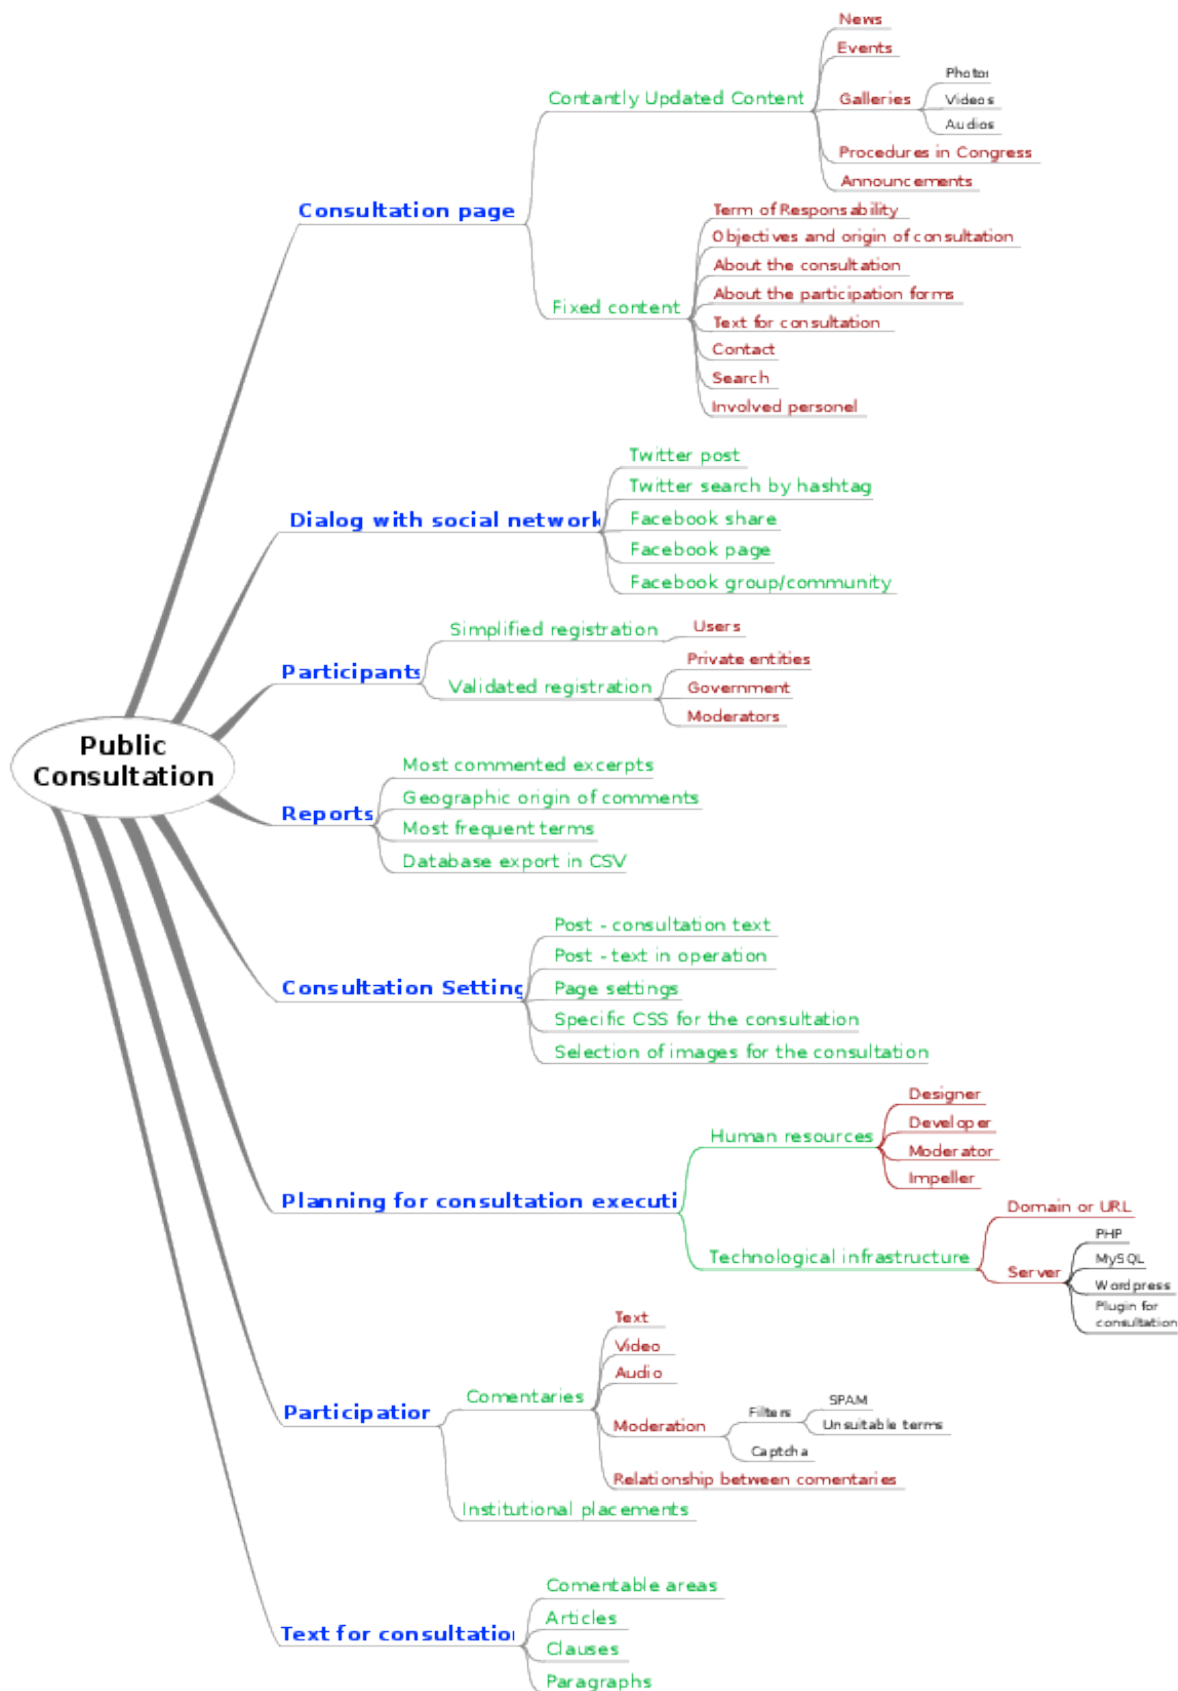 News
Events
Photos
Contantly Updated Content
Galleries
Videos
Audios
Procedures in Congress
Announcements
Consultation page
Term of Responsability
Objectives and origin of consultation
About the consultation
About the participation forms
Fixed content
Text for consultation
Contact
Search
Involved personel
Twitter post
Twitter search by hashtag
Dialog with social network
Facebook share
Facebook page
Facebook group/community
Simplified registration
Users
Participants
Private entities
Validated registration
Government
Moderators
Public
Consultation
Most commented excerpts
Geographic origin of comments
Reports
Most frequent terms
Database export in CSV
Post - consultation text
Post - text in operation
Consultation Setting
Page settings
Specific CSS for the consultation
Selection of images for the consultation
Designer
Human resources
Developer
Moderator
Impeller
Planning for consultation executi
Domain or URL
Technological infrastructure
PHP
MySQL
Server
Wordpress
Plugin for
consultation
Text
Video
Audio
Comentaries
SPAM
Participation
Filters
Unsuitable terms
Moderation
Captcha
Relationship between comentaries
Institutional placements
Comentable areas
Articles
Text for consultation
Clauses
Paragraphs